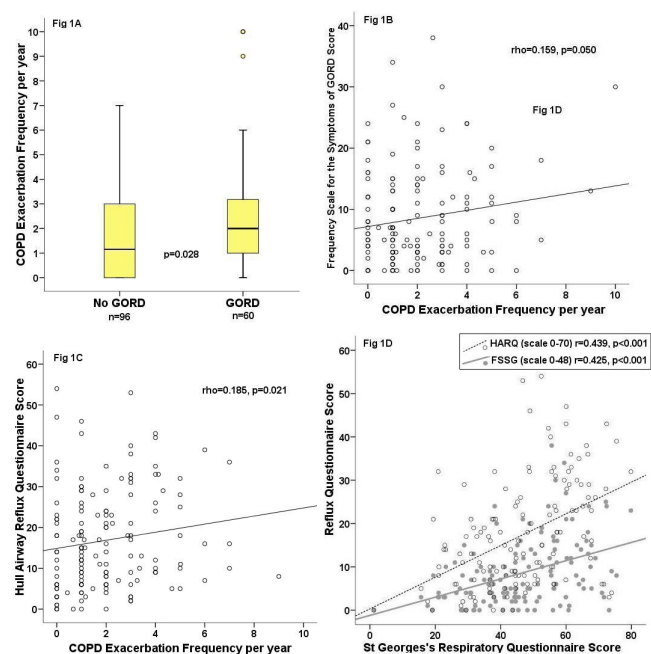 Fig 1A
COPD Exacerbation Frequency per year
10
9
8
7
6
5
4
3
2
1
0
p=0.028
No GORD
GORD
n=96
n=60
Fig 1B
rho=0.159, p=0.050
Fig 1D
Frequency Scale for the Symptoms of GORD Score
40
30
20
10
0
0
2
4
6
8
10
COPD Exacerbation Frequency per year
Fig 1C
rho=0.185, p=0.021
Hull Airway Reflux Questionnaire Score
60
50
40
30
20
10
0
0
2
4
6
8
10
COPD Exacerbation Frequency per year
Fig 1D
HARQ (scale 0-70) r=0.439, p<0.001
FSSG (scale 0-48) r=0.425, p<0.001
Reflux Questionnaire Score
60
50
40
30
20
10
0
0
20
40
60
80
St Georges's Respiratory Questionnaire Score